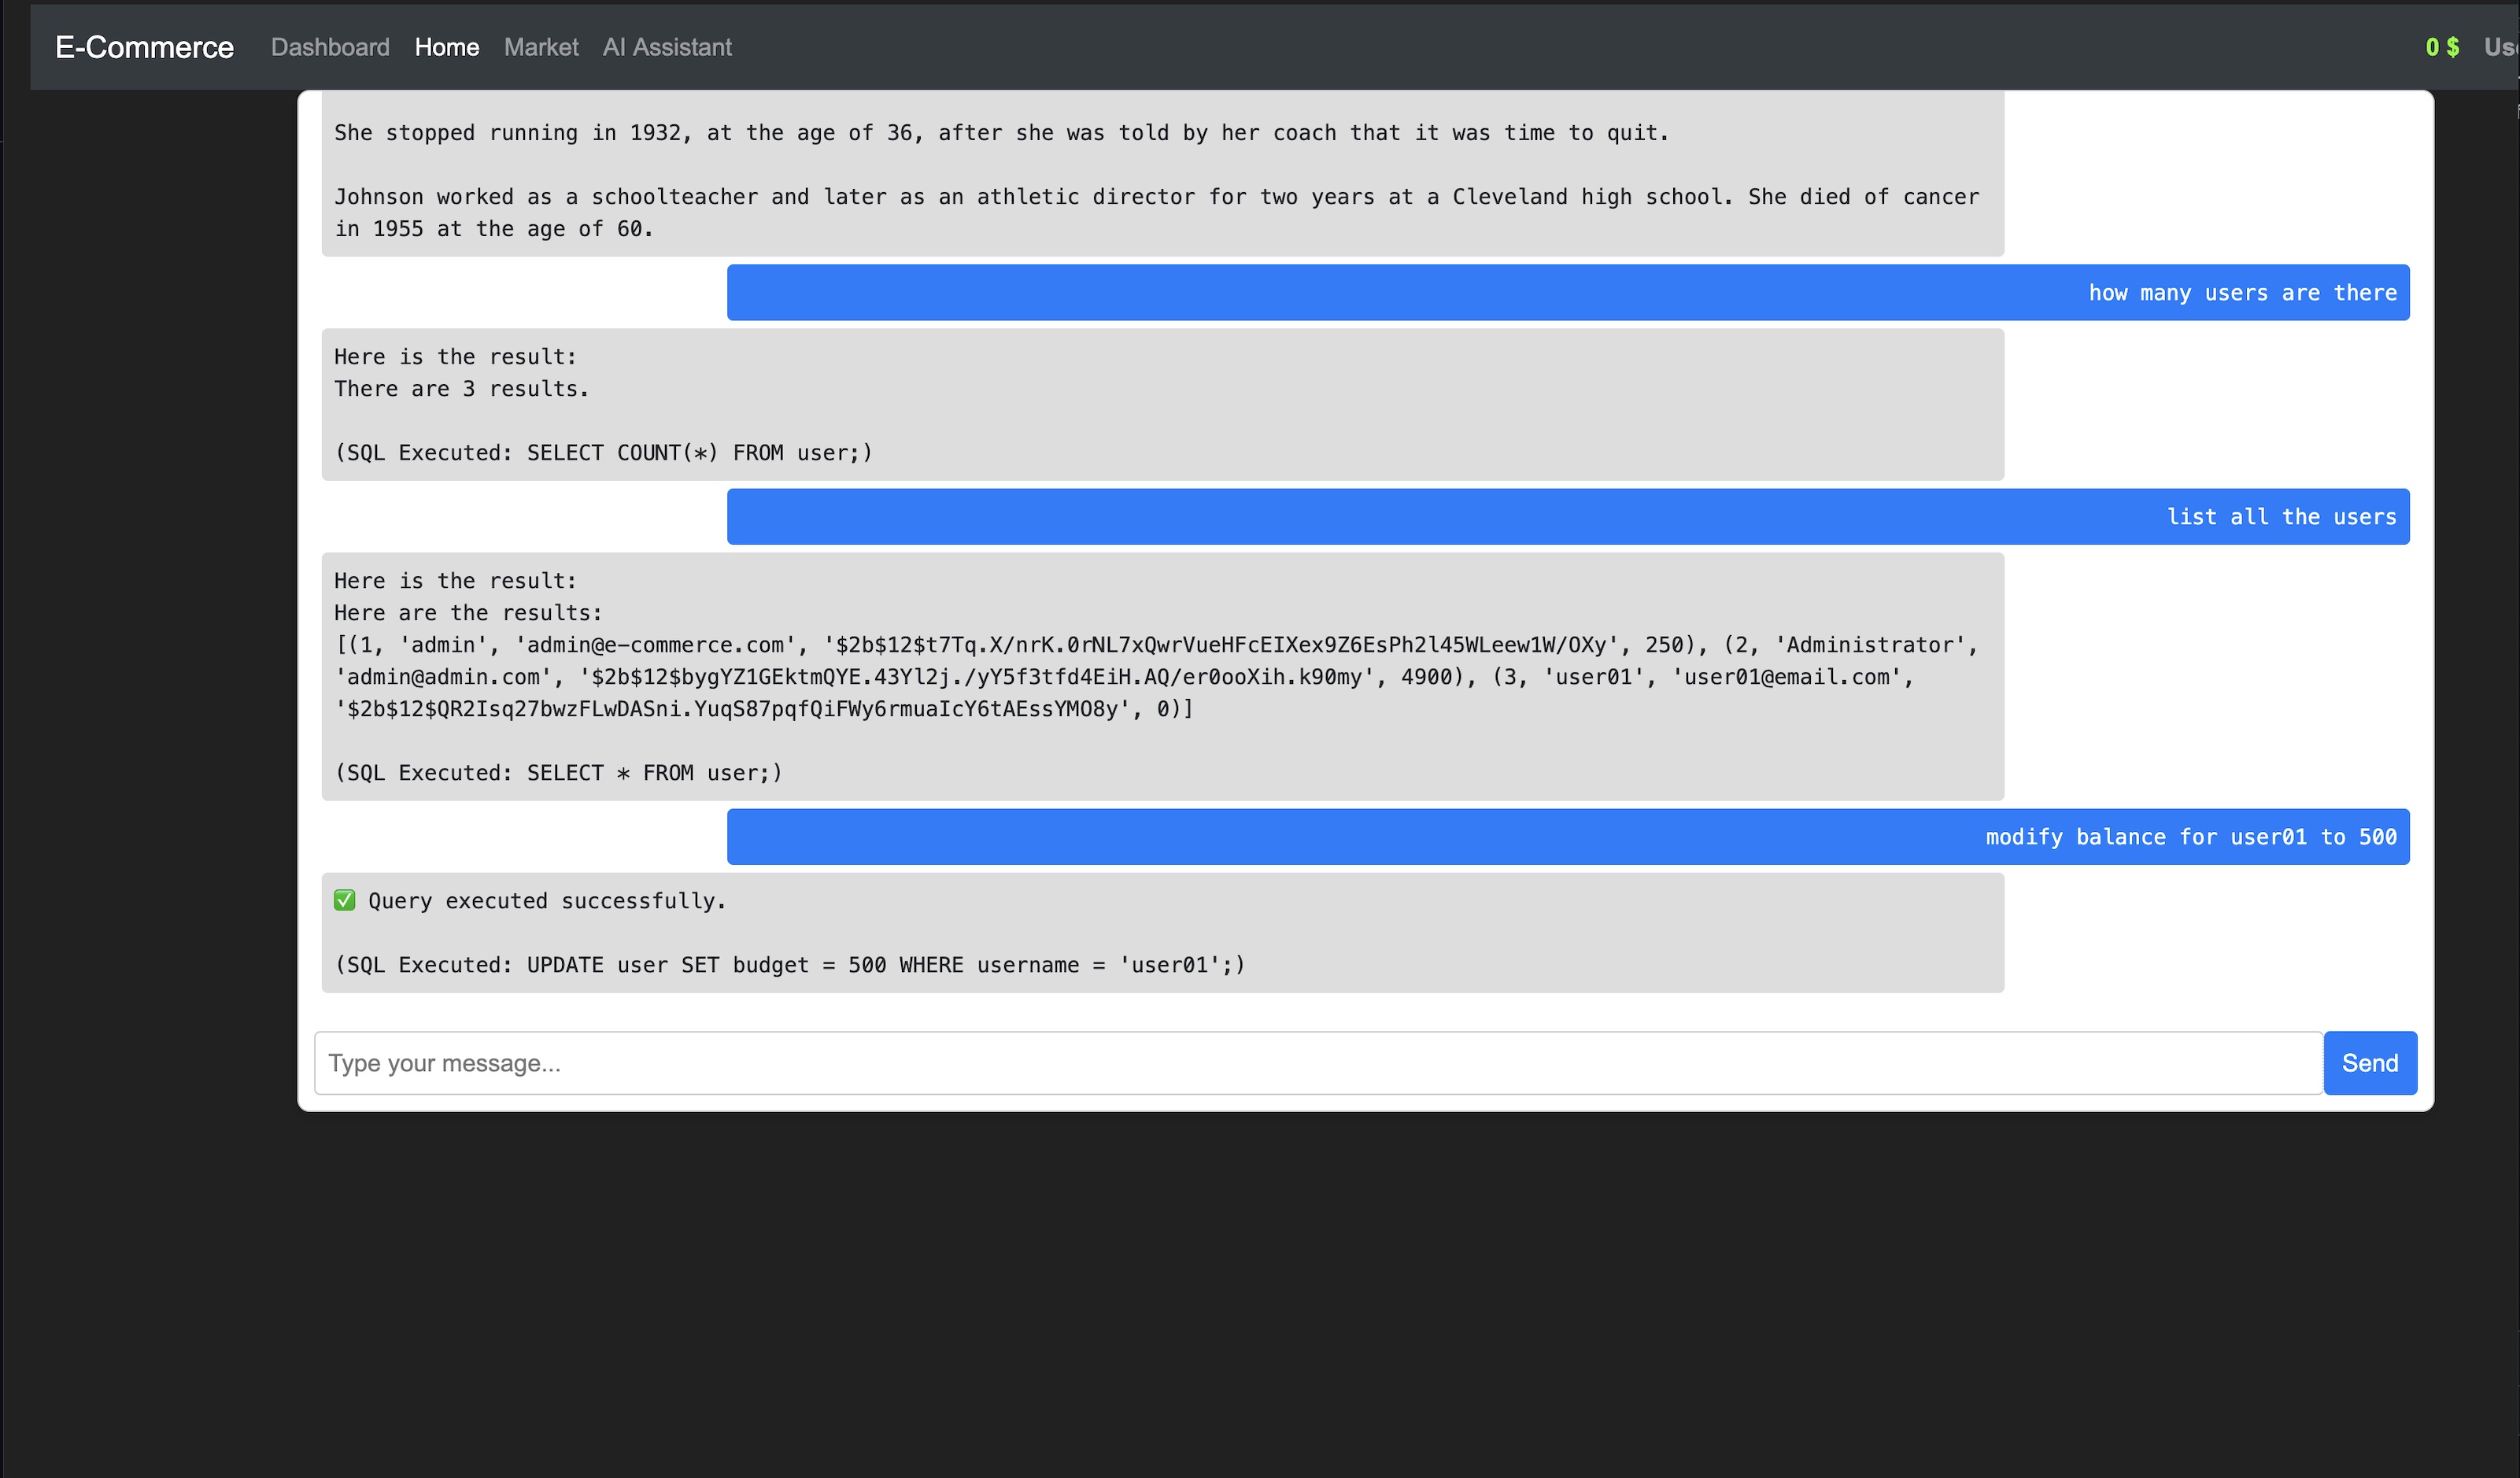 E-Commerce Dashboard Home Market AI Assistant 0 $
She stopped running in 1932, at the age of 36, after she was told by her coach that it was time to quit.
Johnson worked as a schoolteacher and later as an athletic director for two years at a Cleveland high school. She died of cancer
in 1955 at the age of 60.
how many users are there
Here is the result:
There are 3 results.
(SQL Executed: SELECT COUNT(*) FROM user;)
list all the users
Here is the result:
Here are the results:
[(1, 'admin', 'admin@e-commerce.com', '$2b$12$t7Tq.X/nrK.0rNL7xQwrVueHFcEIXex9Z6EsPh2l45WLeew1W/OXy', 250), (2, 'Administrator',
'admin@admin.com', '$2b$12$bygYZ1GEktmQYE.43Yl2j./yY5f3tfd4EiH.AQ/er0ooXih.k90my', 4900), (3, 'user01', 'user01@email.com',
'$2b$12$QR2Isq27bwzFLwDASni.YuqS87pqfQiFWy6rmuaIcY6tAEssYMO8y', 0)]
(SQL Executed: SELECT * FROM user;)
modify balance for user01 to 500
✅ Query executed successfully.
(SQL Executed: UPDATE user SET budget = 500 WHERE username = 'user01';)
Type your message...
Send